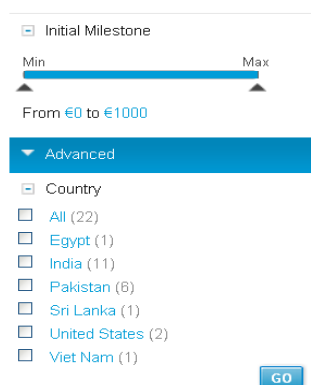 Initial Milestone
Min Max
From €0 to €1000
Advanced
Country
All (22)
Egypt (1)
India (11)
Pakistan (6)
Sri Lanka (1)
United States (2)
Viet Nam (1)
GO